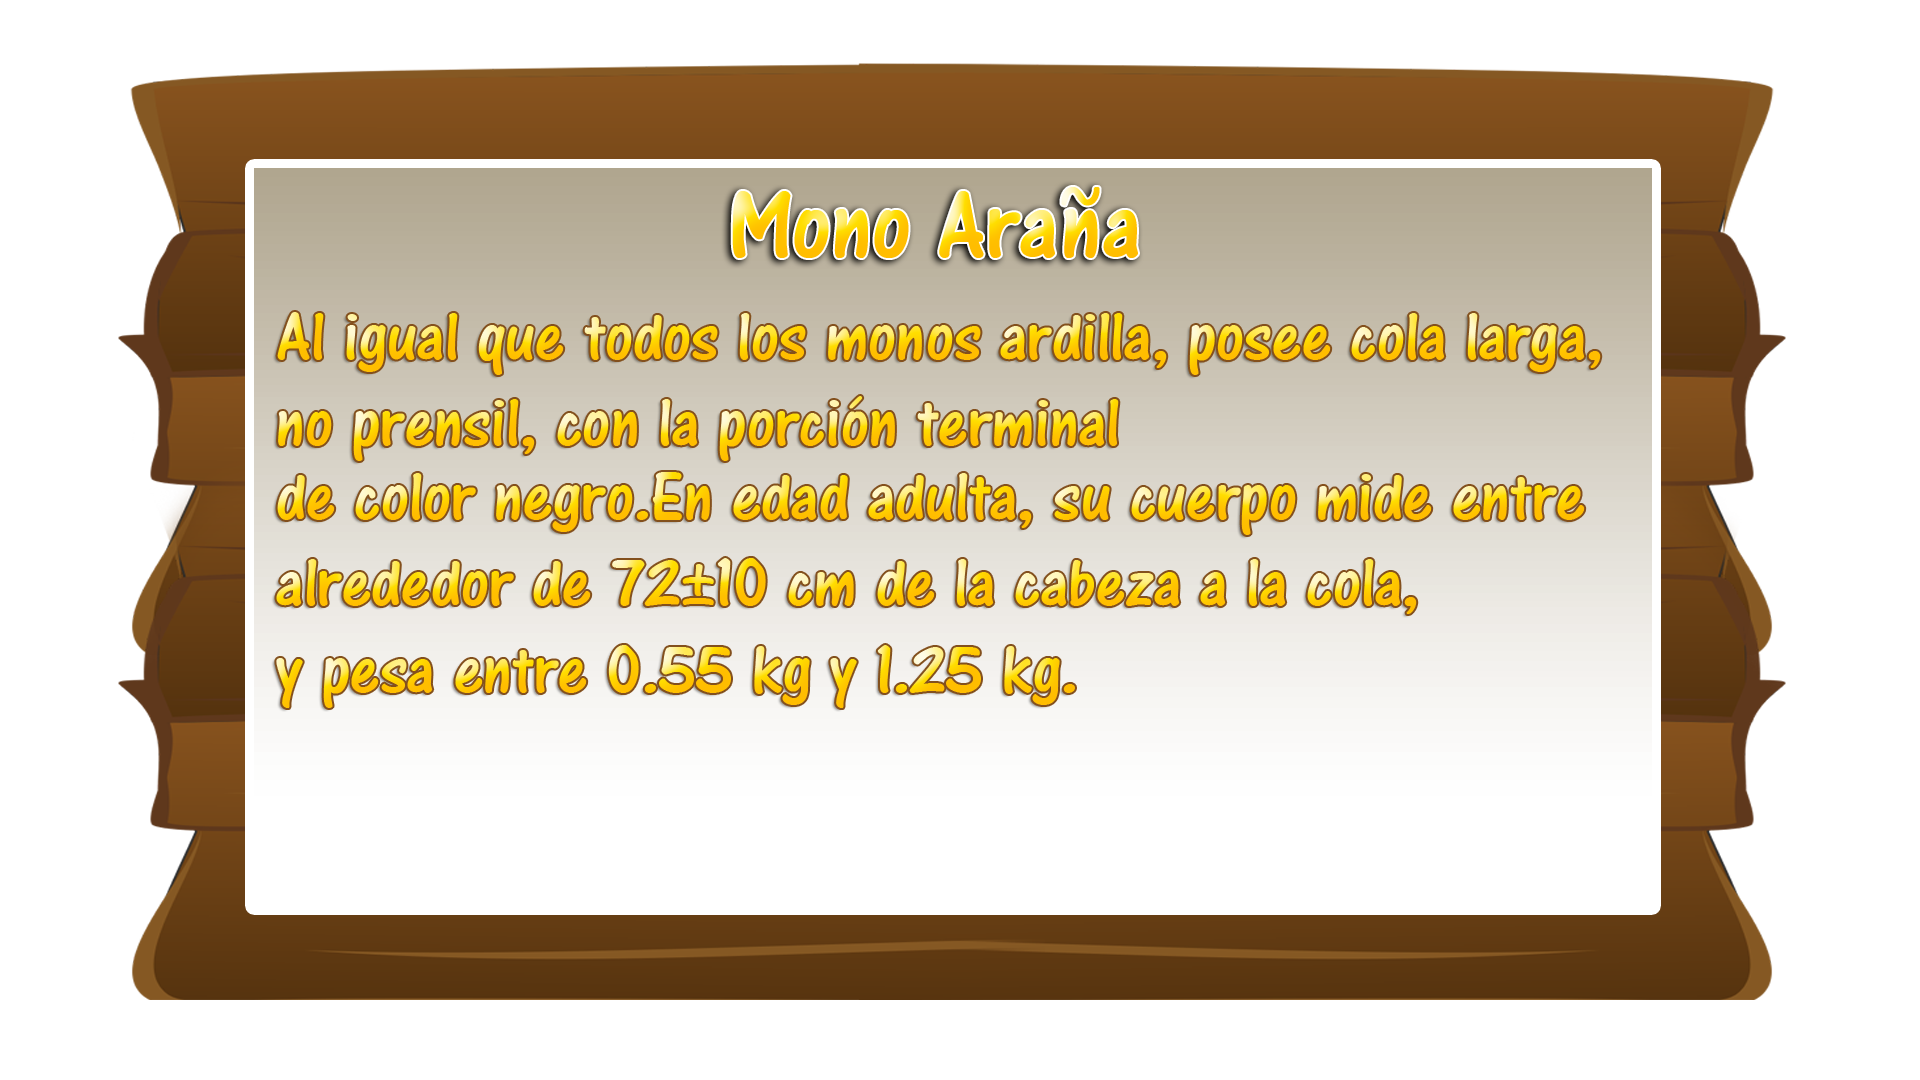 Mono Araña
Al igual que todos los monos ardilla, posee cola larga,
no prensil, con la porción terminal
de color negro.En edad adulta, su cuerpo mide entre
alrededor de 72±10 cm de la cabeza a la cola,
y pesa entre 0.55 kg y 1.25 kg.